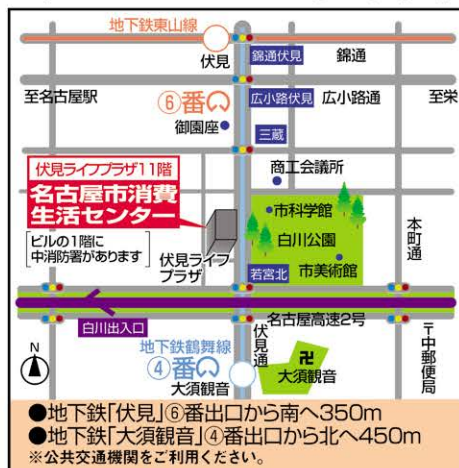 地下鉄東山線
伏見
錦通伏見
錦通
至名古屋駅
⑥番
広小路伏見
広小路通
至栄
御園座
三蔵
商工会議所
伏見ライフプラザ11階
名古屋市消費
生活センター
市科学館
白川公園
本町通
ビルの1階に
中消防署があります
伏見ライフ
プラザ
若宮北
市美術館
名古屋高速2号
白川出入口
伏見通
〒中郵便局
N
地下鉄鶴舞線
④番
大須観音
卍
大須観音
●地下鉄「伏見」⑥番出口から南へ350m
●地下鉄「大須観音」④番出口から北へ450m
※公共交通機関をご利用ください。